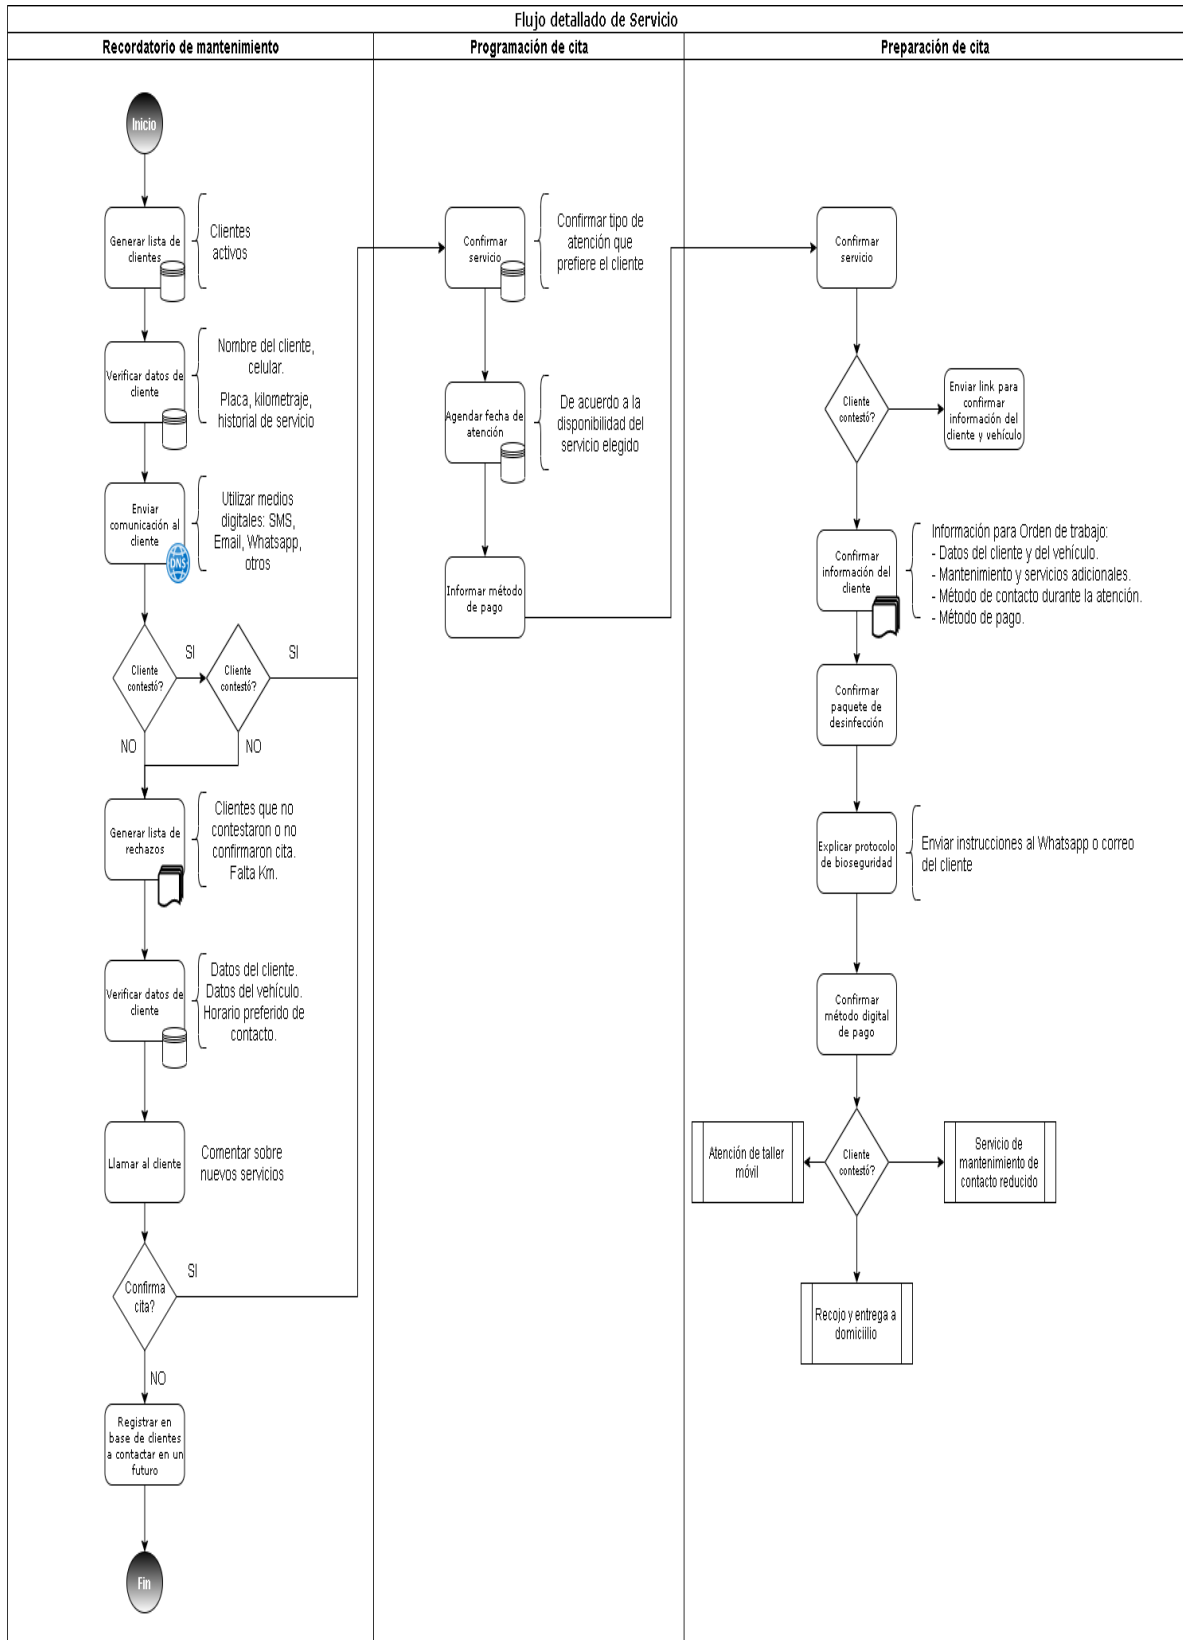 Flujo detallado de Servicio
Recordatorio de mantenimiento
Programación de cita
Preparación de cita
Inicio
Generar lista de
clientes
Clientes
activos
Verificar datos de
cliente
Nombre del cliente,
celular.
Placa, kilometraje,
historial de servicio
Enviar
comunicación al
cliente
DNS
Utilizar medios
digitales: SMS,
Email, Whatsapp,
otros
Cliente
contestó?
SI
NO
Cliente
contestó?
SI
NO
Generar lista de
rechazos
Clientes que no
contestaron o no
confirmaron cita.
Falta Km.
Verificar datos de
cliente
Datos del cliente.
Datos del vehículo.
Horario preferido de
contacto.
Llamar al cliente
Comentar sobre
nuevos servicios
Confirma
cita?
SI
NO
Registrar en
base de clientes
a contactar en un
futuro
Fin
Confirmar
servicio
Confirmar tipo de
atención que
prefiere el cliente
Agendar fecha de
atención
De acuerdo a la
disponibilidad del
servicio elegido
Informar método
de pago
Confirmar
servicio
Cliente
contestó?
Enviar link para
confirmar
información del
cliente y vehículo
Confirmar
información del
cliente
Información para Orden de trabajo:
- Datos del cliente y del vehículo.
- Mantenimiento y servicios adicionales.
- Método de contacto durante la atención.
- Método de pago.
Confirmar
paquete de
desinfección
Explicar protocolo
de bioseguridad
Enviar instrucciones al Whatsapp o correo
del cliente
Confirmar
método digital
de pago
Cliente
contestó?
Atención de taller
móvil
Servicio de
mantenimiento de
contacto reducido
Recojo y entrega a
domiciilio